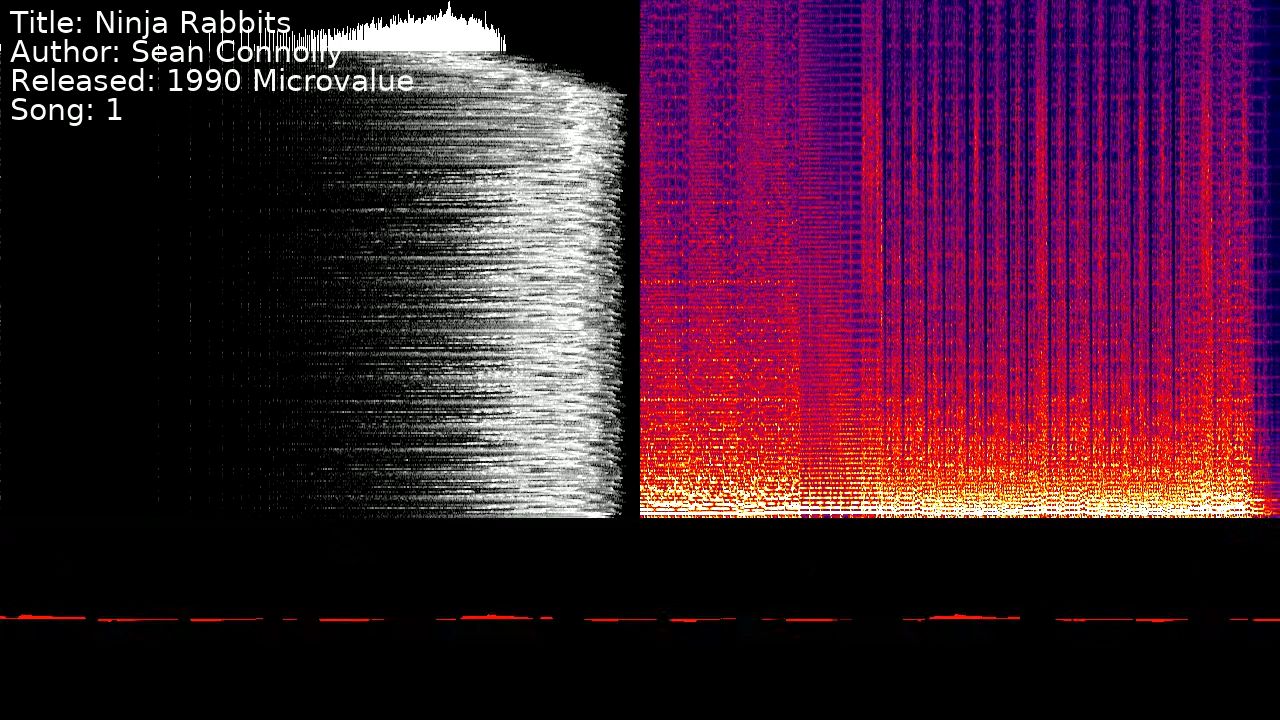 Title: Ninja Rabbits
Author: Sean Connolly
Released: 1990 Microvalue
Song: 1